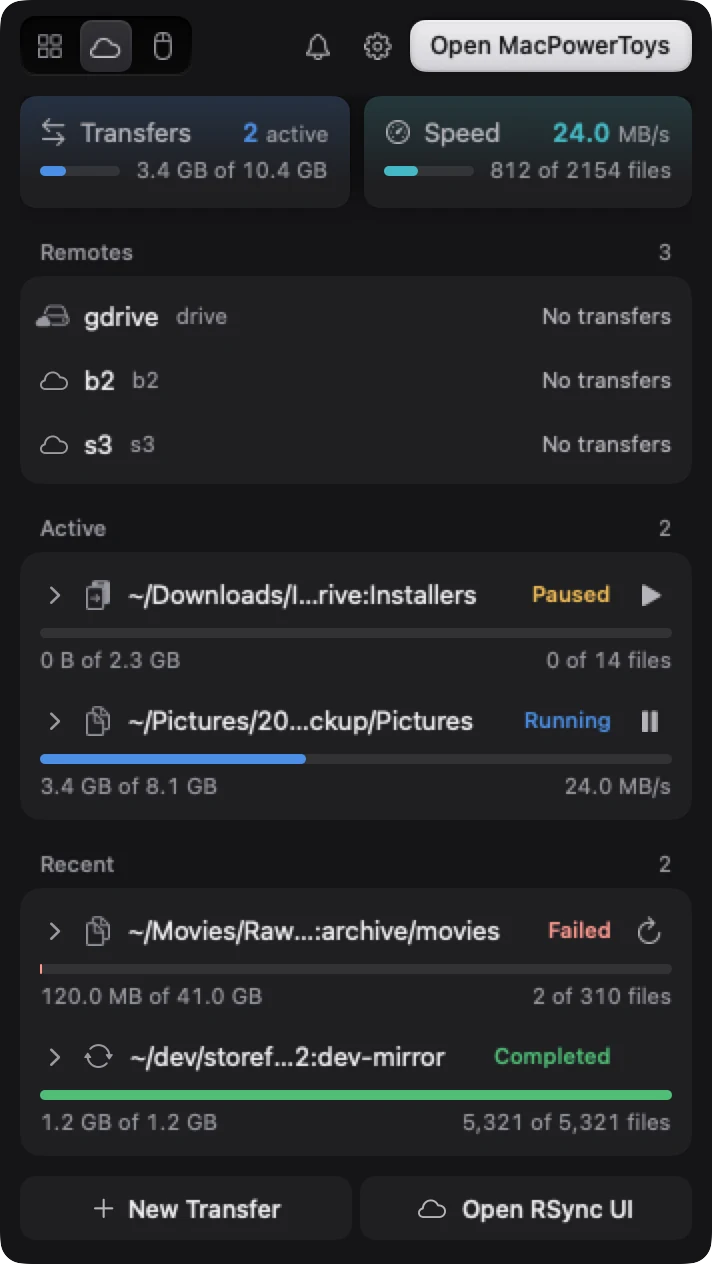 Open MacPowerToys
Transfers 2 active
3.4 GB of 10.4 GB
Speed 24.0 MB/s
812 of 2154 files
Remotes 3
gdrive drive No transfers
b2 b2 No transfers
s3 s3 No transfers
Active 2
~/Downloads/I...rive:Installers Paused
0 B of 2.3 GB 0 of 14 files
~/Pictures/20...ckup/Pictures Running
3.4 GB of 8.1 GB 24.0 MB/s
Recent 2
~/Movies/Raw...:archive/movies Failed
120.0 MB of 41.0 GB 2 of 310 files
~/dev/storef...2:dev-mirror Completed
1.2 GB of 1.2 GB 5,321 of 5,321 files
New Transfer
Open RSync UI